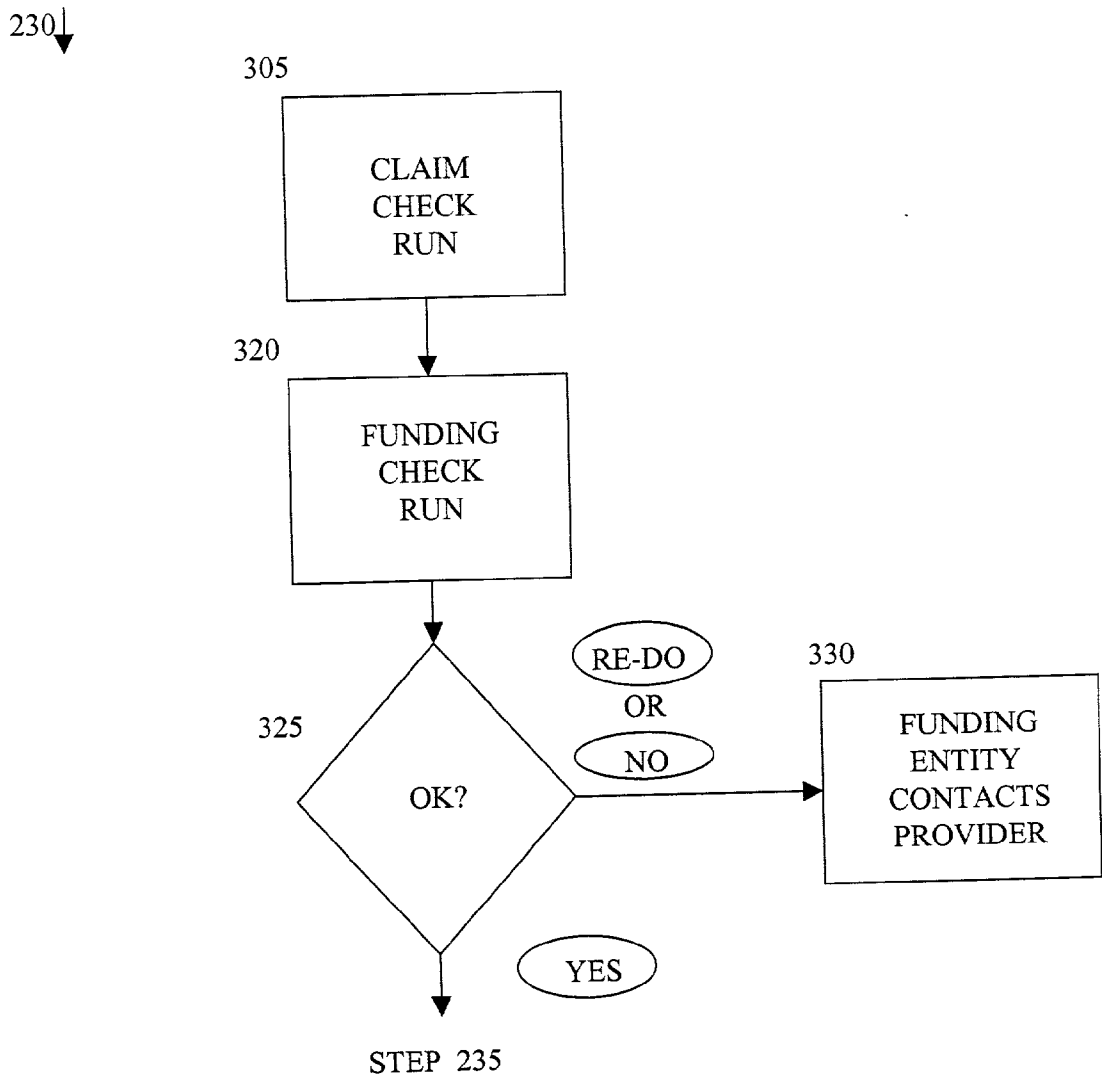 230
305
CLAIM
CHECK
RUN
320
FUNDING
CHECK
RUN
325
OK?
RE-DO
OR
NO
330
FUNDING
ENTITY
CONTACTS
PROVIDER
YES
STEP 235